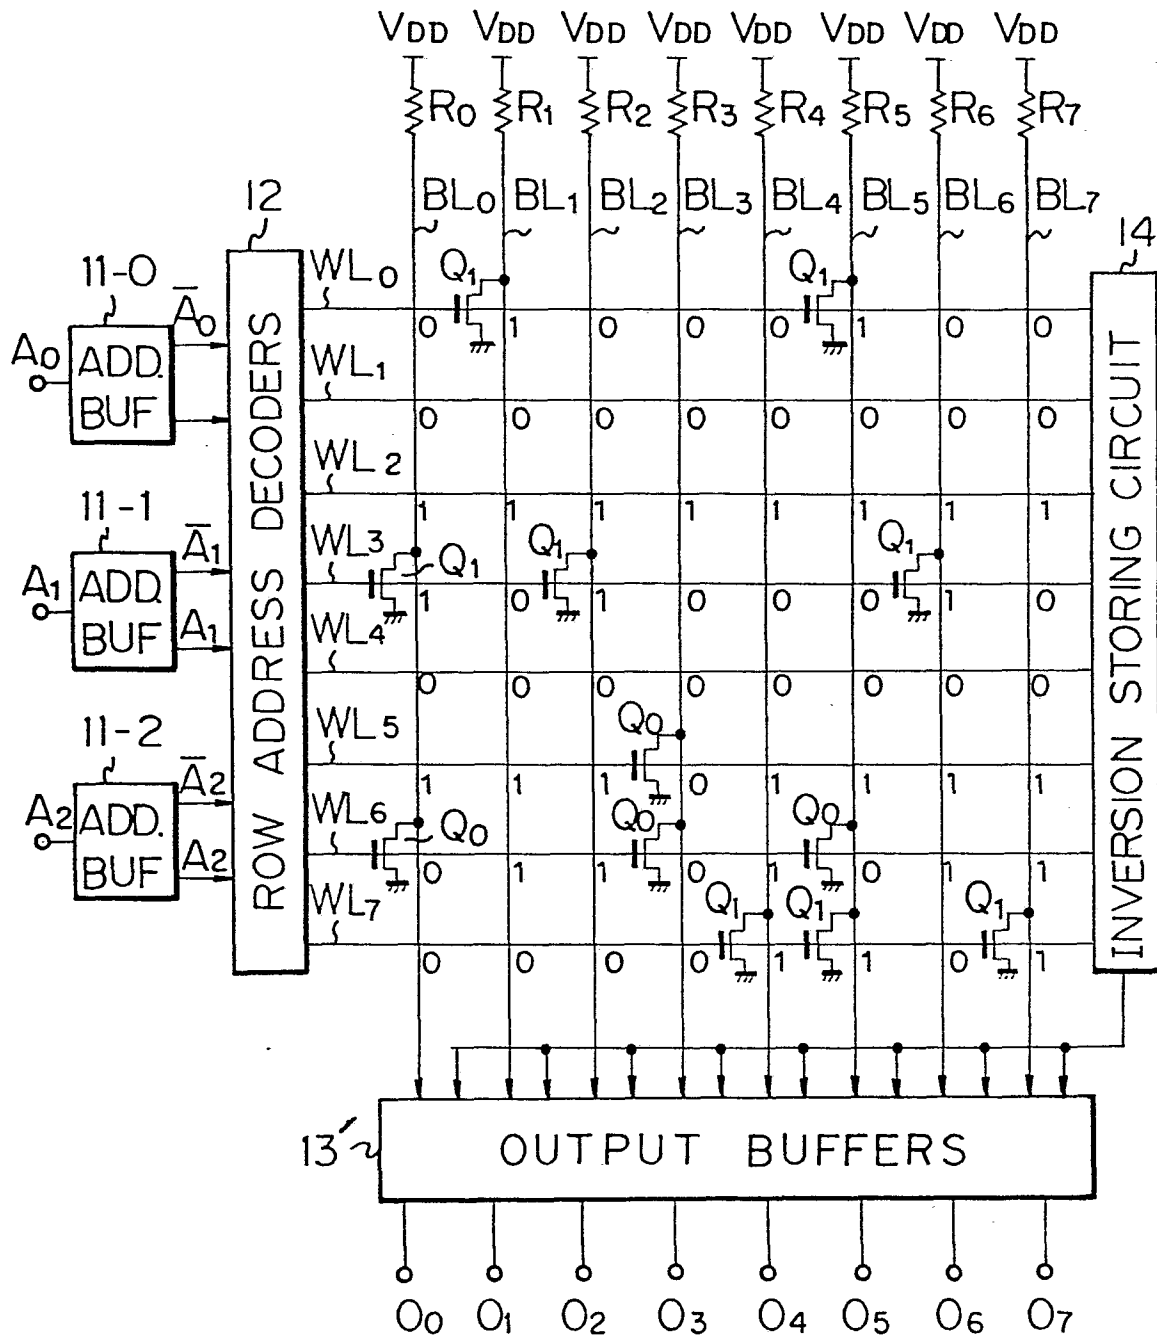 VDD VDD VDD VDD VDD VDD VDD VDD
R0 R1 R2 R3 R4 R5 R6 R7
12
BL0 BL1 BL2 BL3 BL4 BL5 BL6 BL7
14
11-0
A̅0
A0
ADD.
BUF
WL0 Q1 Q1
0 1 0 0 0 1 0 0
WL1
0 0 0 0 0 0 0 0
WL2
1 1 1 1 1 1 1 1
11-1
A̅1
A1
ADD.
BUF
A1
WL3 Q1 Q1 Q1
1 0 1 0 0 0 1 0
WL4
0 0 0 0 0 0 0 0
11-2
A̅2
A2
ADD.
BUF
A2
WL5 Q0
1 1 1 0 1 1 1 1
WL6 Q0 Q0 Q0
0 1 1 0 1 0 1 1
WL7 Q1 Q1 Q1
0 0 0 0 1 1 0 1
ROW ADDRESS DECODERS
INVERSION STORING CIRCUIT
13'
OUTPUT BUFFERS
O0 O1 O2 O3 O4 O5 O6 O7